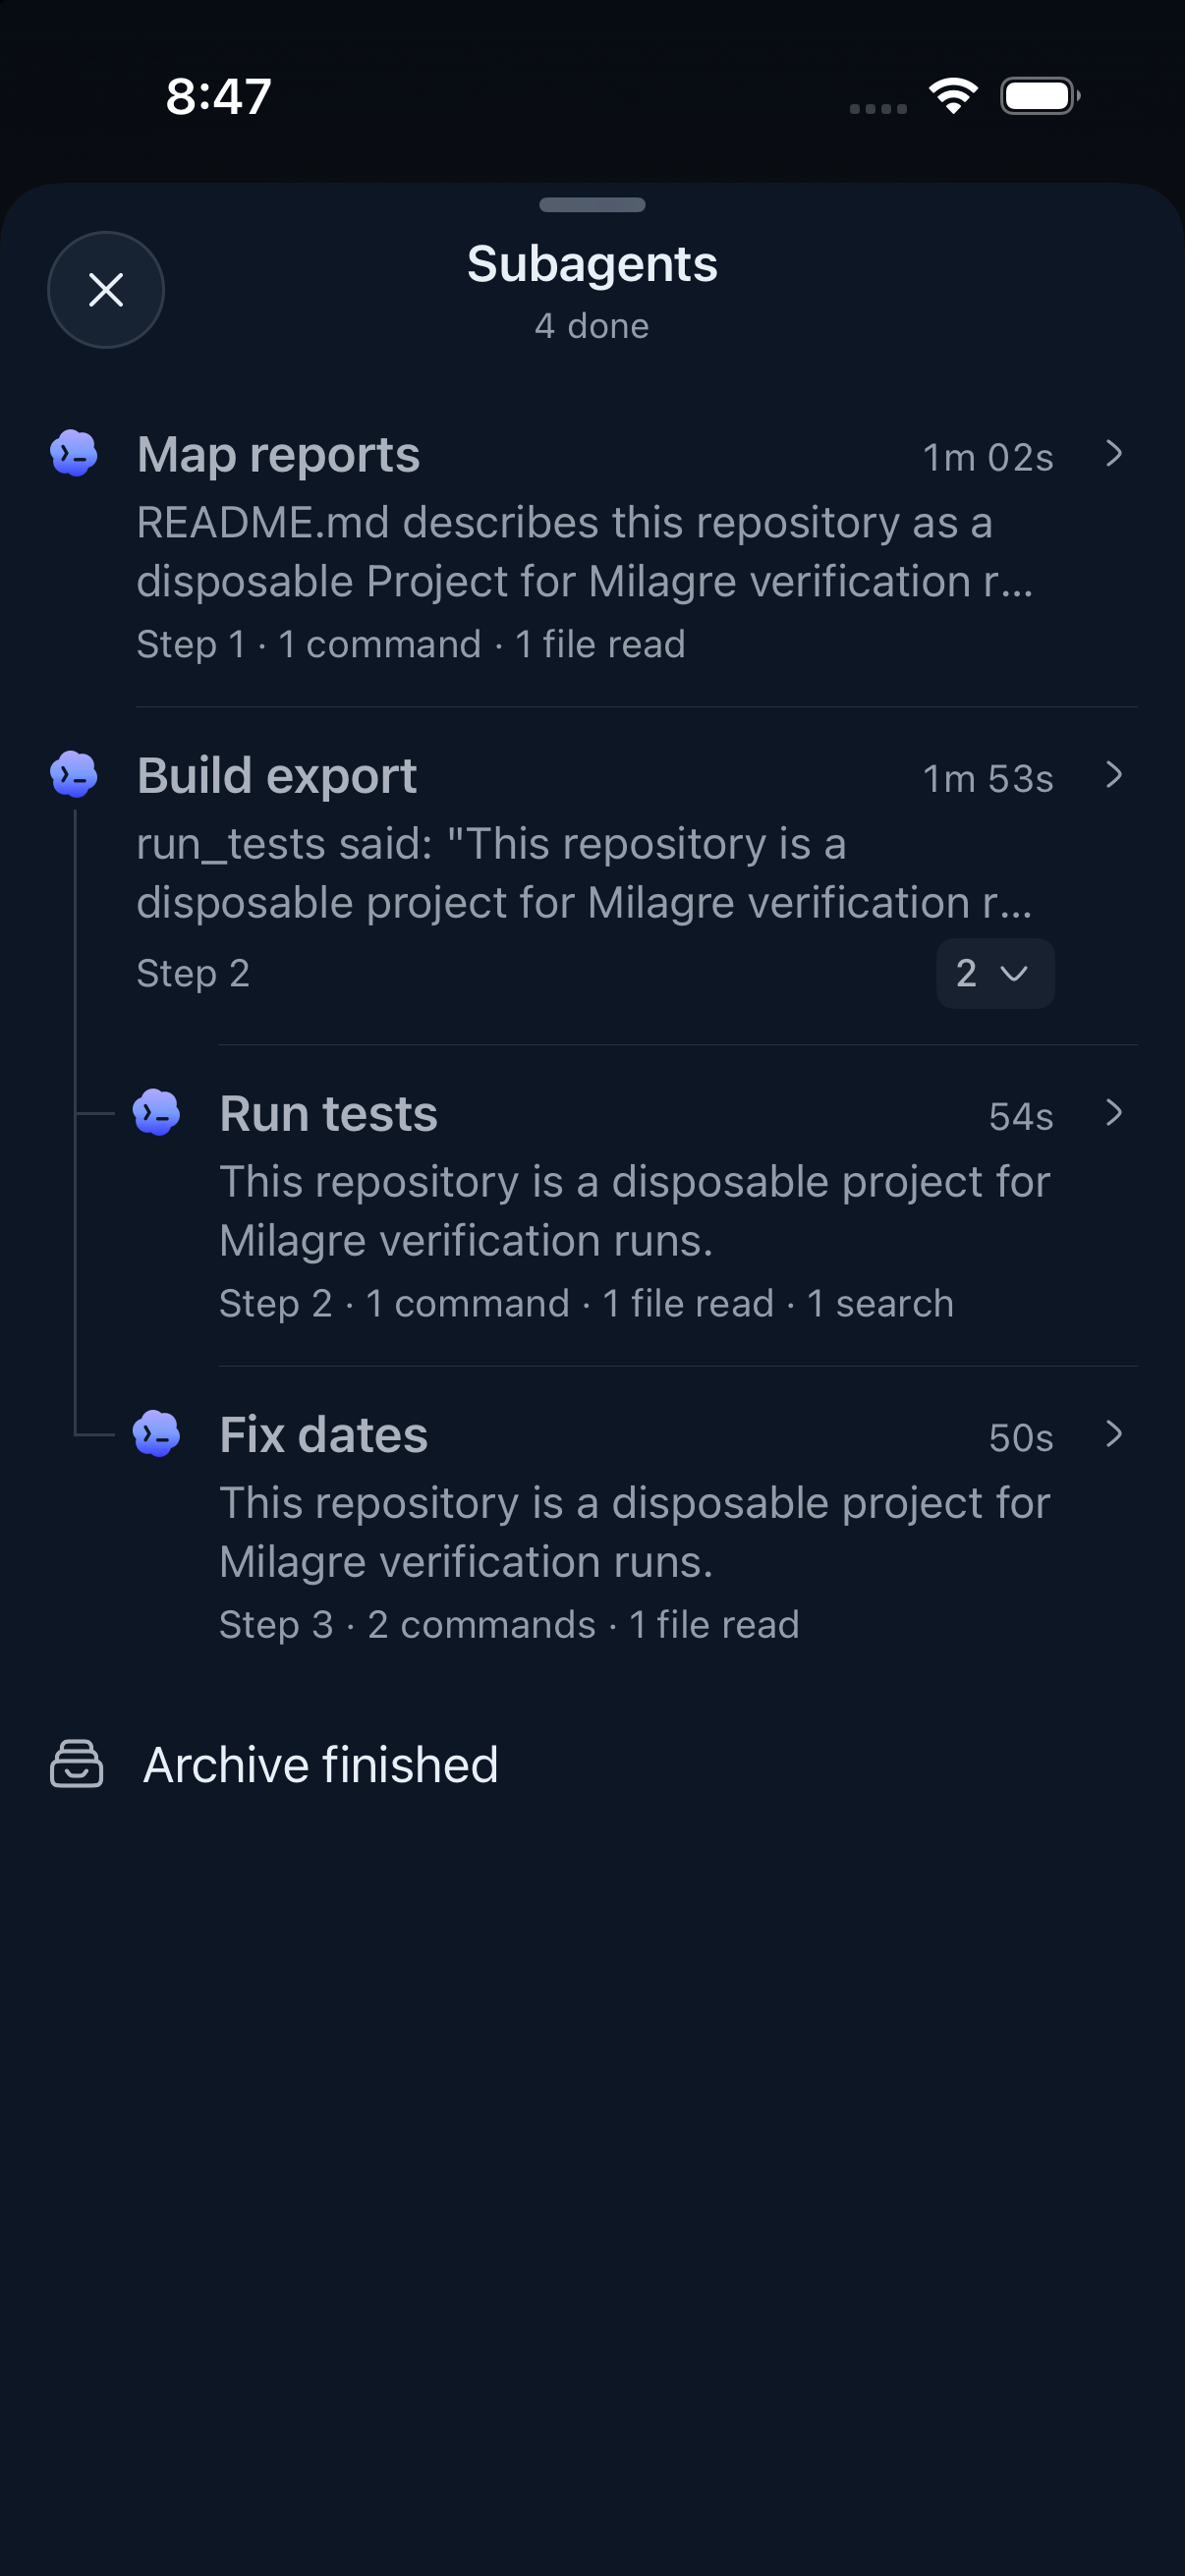 8:47
Subagents
4 done
Map reports
1m 02s
README.md describes this repository as a
disposable Project for Milagre verification r...
Step 1 · 1 command · 1 file read
Build export
1m 53s
run_tests said: "This repository is a
disposable project for Milagre verification r...
Step 2
2
Run tests
54s
This repository is a disposable project for
Milagre verification runs.
Step 2 · 1 command · 1 file read · 1 search
Fix dates
50s
This repository is a disposable project for
Milagre verification runs.
Step 3 · 2 commands · 1 file read
Archive finished